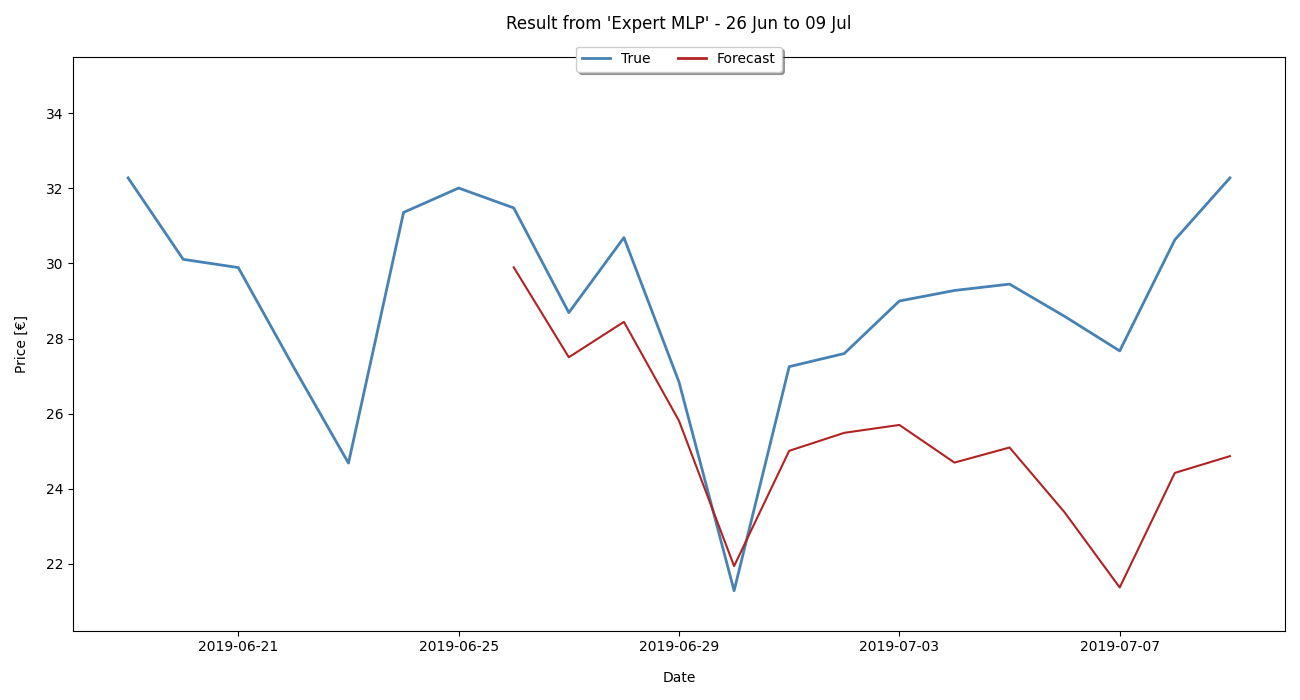 Result from 'Expert MLP' - 26 Jun to 09 Jul
True Forecast
34
32
30
28
26
24
22
Price [€]
2019-06-21 2019-06-25 2019-06-29 2019-07-03 2019-07-07
Date